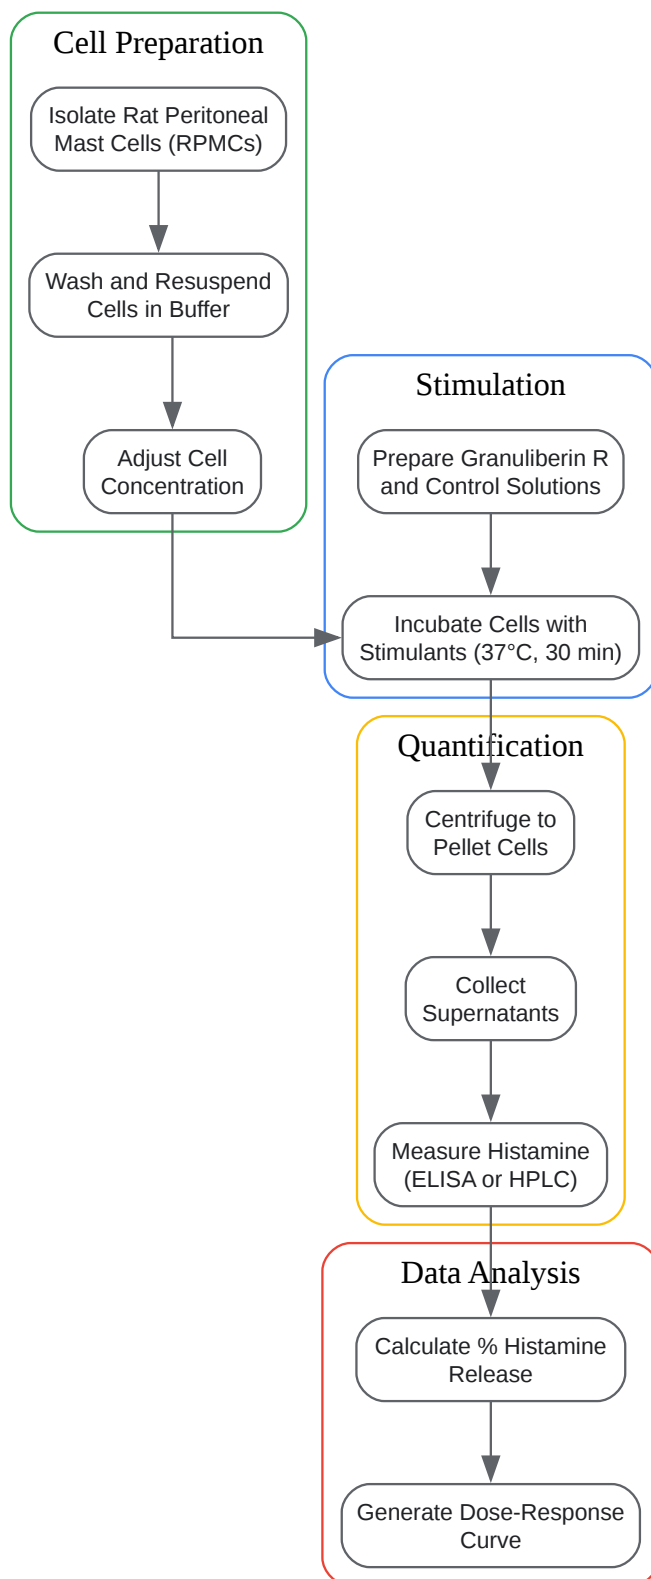 Cell Preparation
Isolate Rat Peritoneal
Mast Cells (RPMCs)
Wash and Resuspend
Cells in Buffer
Adjust Cell
Concentration
Stimulation
Prepare Granuliberin R
and Control Solutions
Incubate Cells with
Stimulants (37°C, 30 min)
Quantification
Centrifuge to
Pellet Cells
Collect
Supernatants
Measure Histamine
(ELISA or HPLC)
Data Analysis
Calculate % Histamine
Release
Generate Dose-Response
Curve